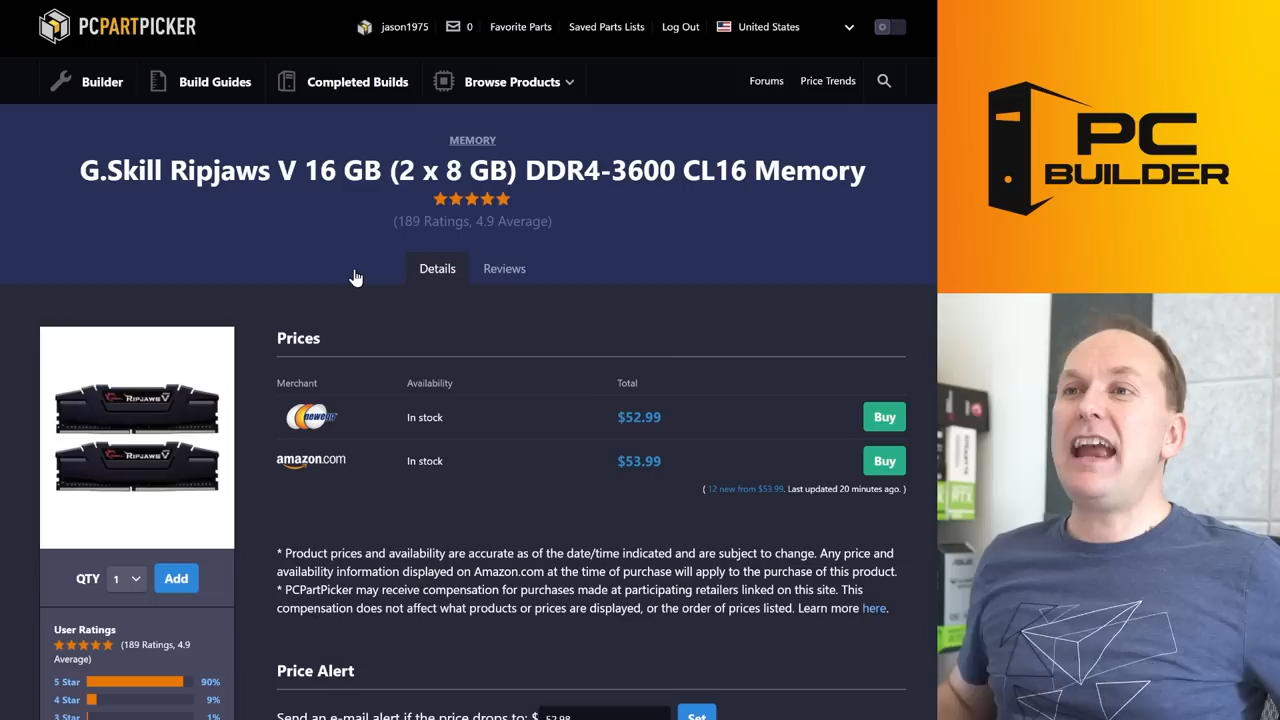 PCPARTPICKER
jason1975
0
Favorite Parts
Saved Parts Lists
Log Out
United States
Builder
Build Guides
Completed Builds
Browse Products
Forums
Price Trends
MEMORY
G.Skill Ripjaws V 16 GB (2 x 8 GB) DDR4-3600 CL16 Memory
(189 Ratings, 4.9 Average)
Details
Reviews
PC
BUILDER
RIPJAWS V
RIPJAWS V
QTY
1
Add
User Ratings
(189 Ratings, 4.9
Average)
5 Star
90%
4 Star
9%
3 Star
1%
Prices
Merchant
Availability
Total
newegg
In stock
$52.99
Buy
amazon.com
In stock
$53.99
Buy
( 12 new from $53.99. Last updated 20 minutes ago. )
* Product prices and availability are accurate as of the date/time indicated and are subject to change. Any price and
availability information displayed on Amazon.com at the time of purchase will apply to the purchase of this product.
* PCPartPicker may receive compensation for purchases made at participating retailers linked on this site. This
compensation does not affect what products or prices are displayed, or the order of prices listed. Learn more here.
Price Alert
Send an e-mail alert if the price drops to: $
52.98
Set
RTX
ASUS